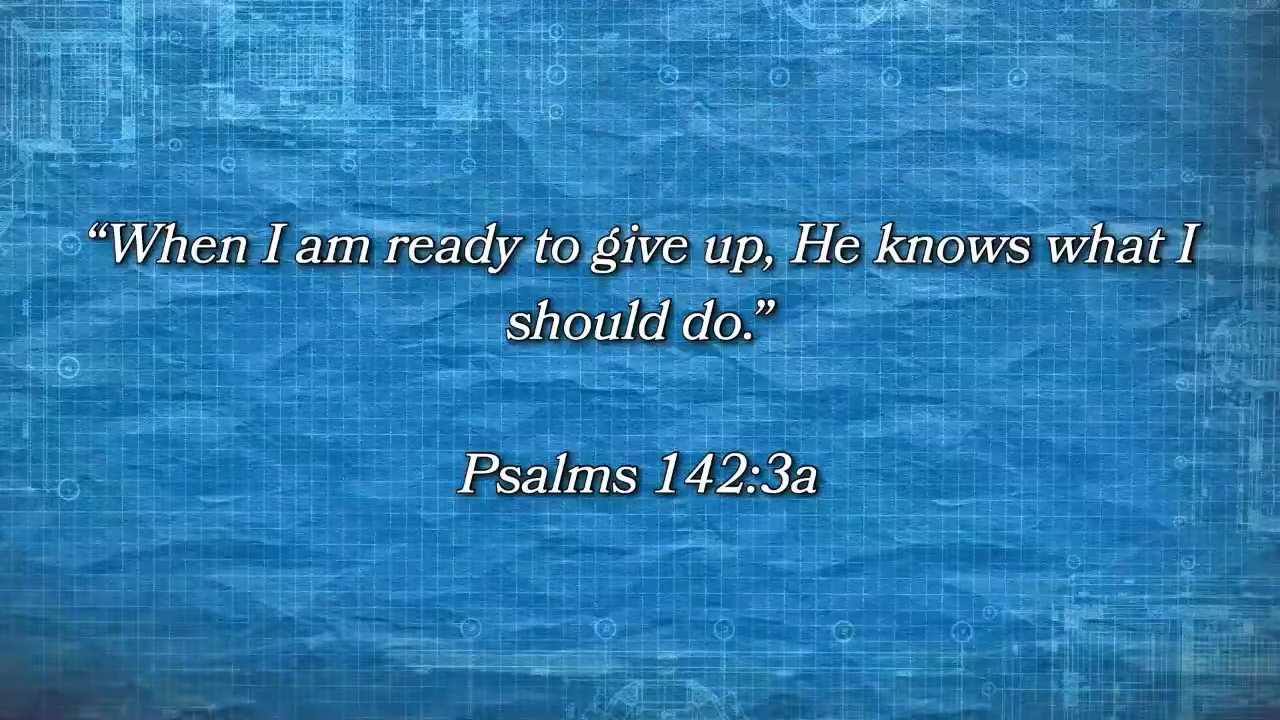 “When I am ready to give up, He knows what I
should do.”
Psalms 142:3a